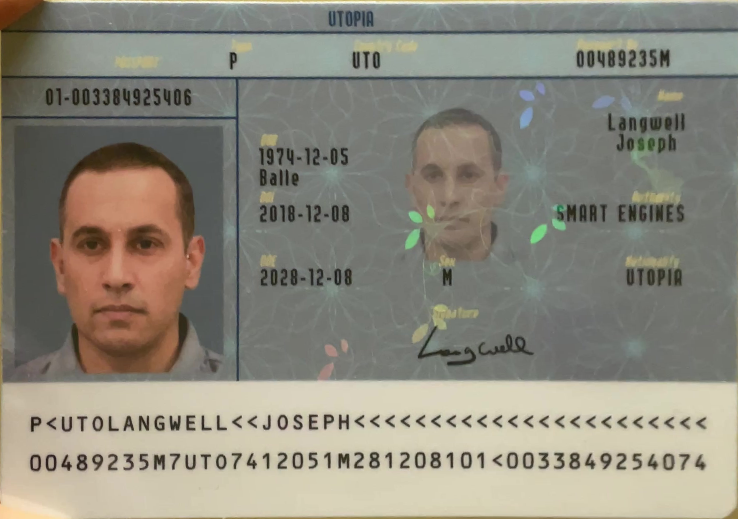 UTOPIA
PASSPORT Type Country Code Passport No
P UTO 00489235M
01-003384925406
Name
Langwell
Joseph
DOB
1974-12-05
Balle
DOI Authority
2018-12-08 SMART ENGINES
DOE Sex Nationality
2028-12-08 M UTOPIA
Signature
Langwell
P<UTOLANGWELL<<JOSEPH<<<<<<<<<<<<<<<<<<<<<<<
00489235M7UTO7412051M281208101<0033849254074